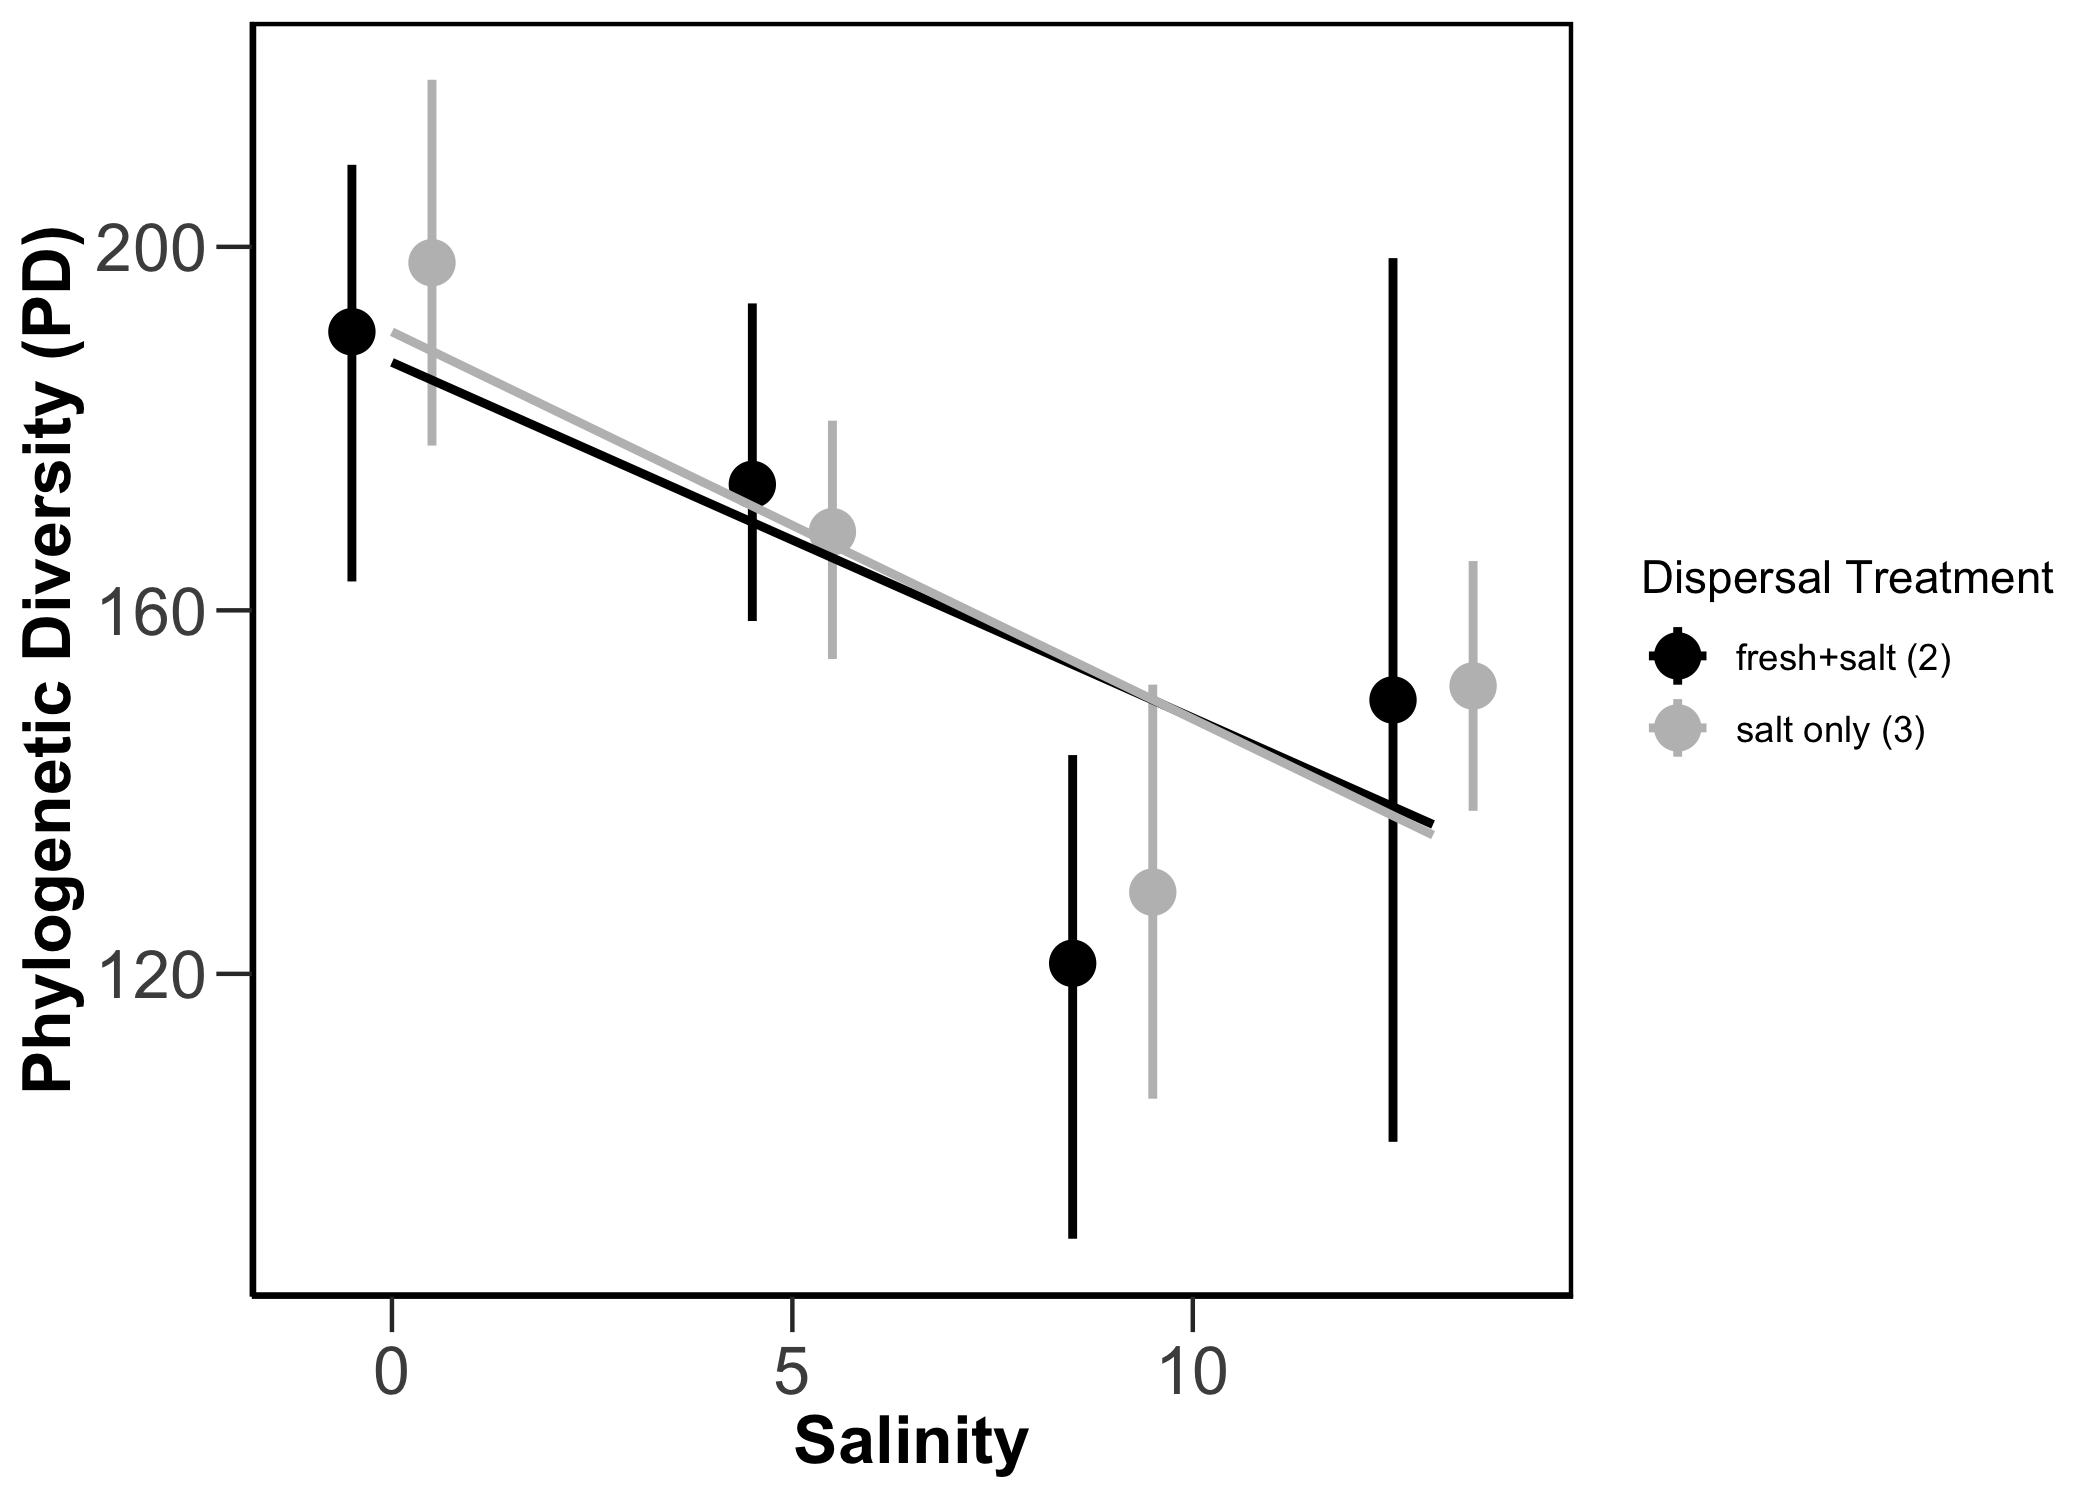 Phylogenetic Diversity (PD)
200
160
120
0
5
10
Salinity
Dispersal Treatment
fresh+salt (2)
salt only (3)